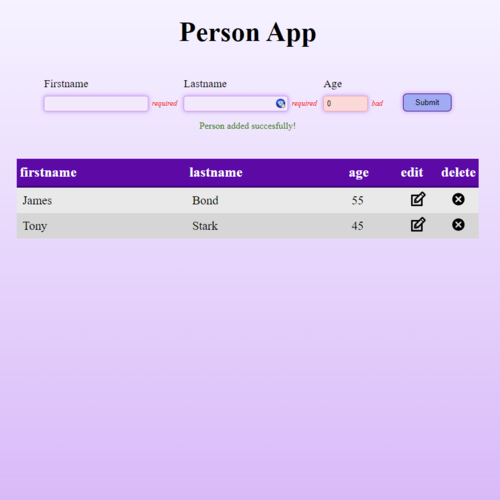 Person App
Firstname Lastname Age
required required 0 bad Submit
Person added succesfully!
firstname lastname age edit delete
James Bond 55
Tony Stark 45